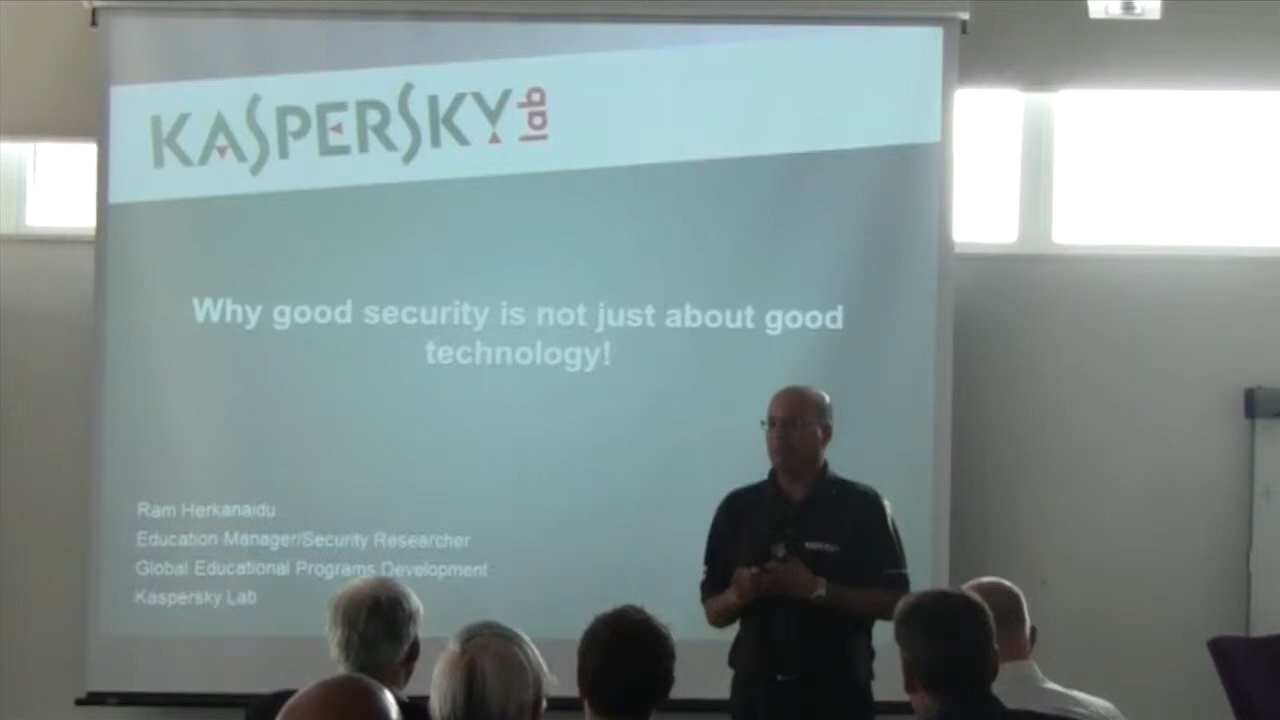 KASPERSKY lab
Why good security is not just about good
technology!
Ram Herkanaidu
Education Manager/Security Researcher
Global Educational Programs Development
Kaspersky Lab